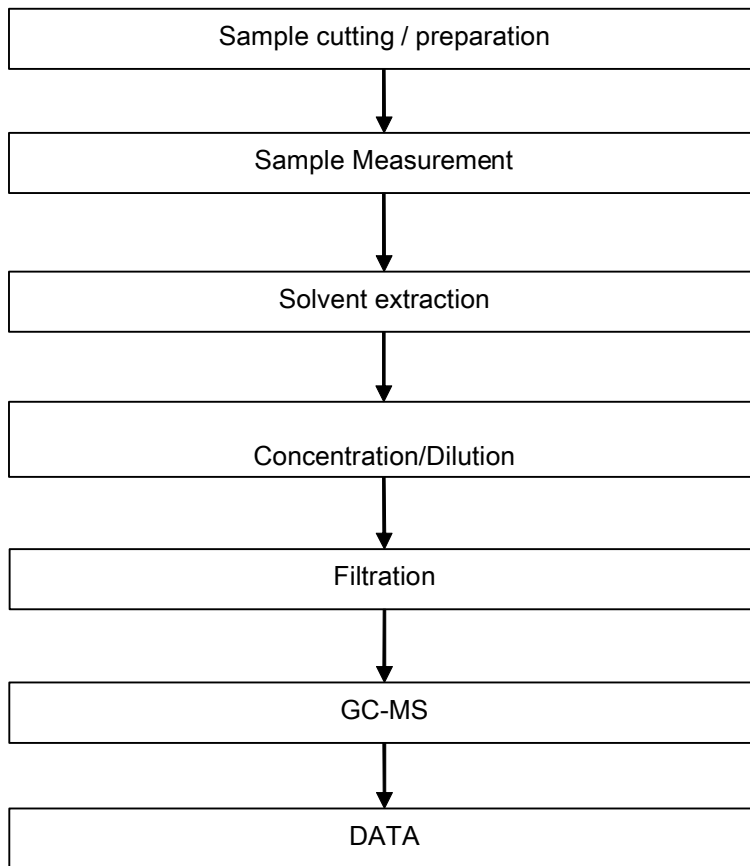 Sample cutting / preparation
Sample Measurement
Solvent extraction
Concentration/Dilution
Filtration
GC-MS
DATA